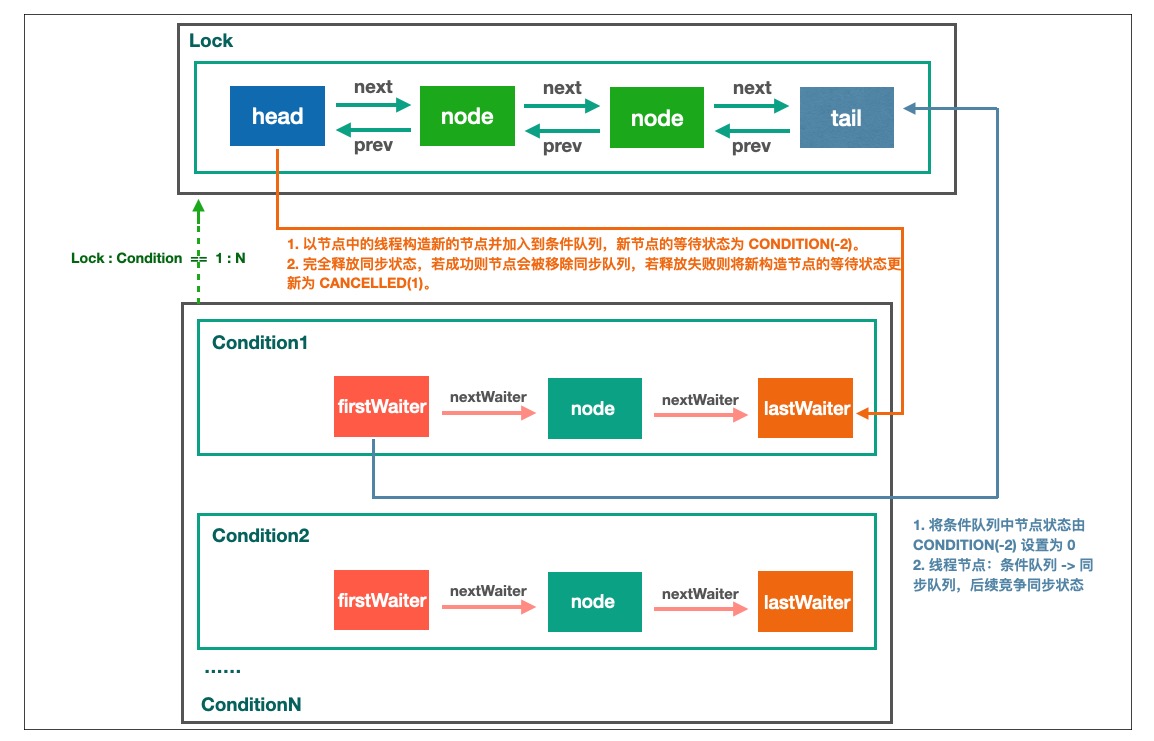 Lock
next
next
next
head
node
node
tail
prev
prev
prev
1. 以节点中的线程构造新的节点并加入到条件队列，新节点的等待状态为 CONDITION(-2)。
2. 完全释放同步状态，若成功则节点会被移除同步队列，若释放失败则将新构造节点的等待状态更
新为 CANCELLED(1)。
Lock : Condition = 1 : N
Condition1
firstWaiter
nextWaiter
node
nextWaiter
lastWaiter
1. 将条件队列中节点状态由
CONDITION(-2) 设置为 0
2. 线程节点：条件队列 -> 同
步队列，后续竞争同步状态
Condition2
firstWaiter
nextWaiter
node
nextWaiter
lastWaiter
......
ConditionN